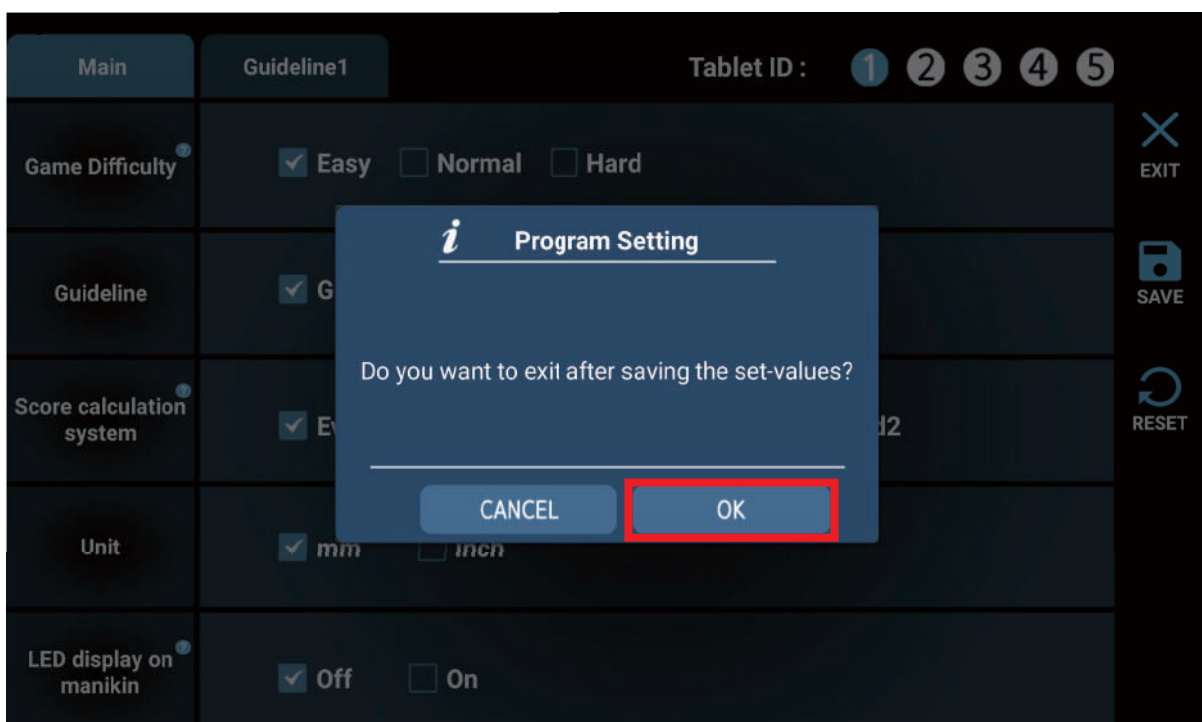 Main
Guideline1
Tablet ID :
1 2 3 4 5
Game Difficulty ?
Easy Normal Hard
EXIT
i Program Setting
Guideline
G
SAVE
Do you want to exit after saving the set-values?
Score calculation ?
system
d2
RESET
CANCEL
OK
Unit
mm
Inch
LED display on ?
manikin
Off
On